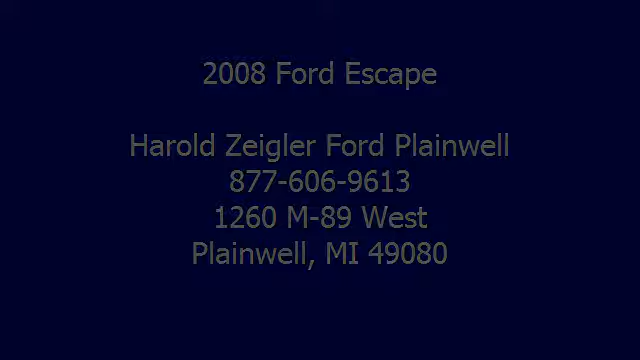 2008 Ford Escape
Harold Zeigler Ford Plainwell
877-606-9613
1260 M-89 West
Plainwell, MI 49080